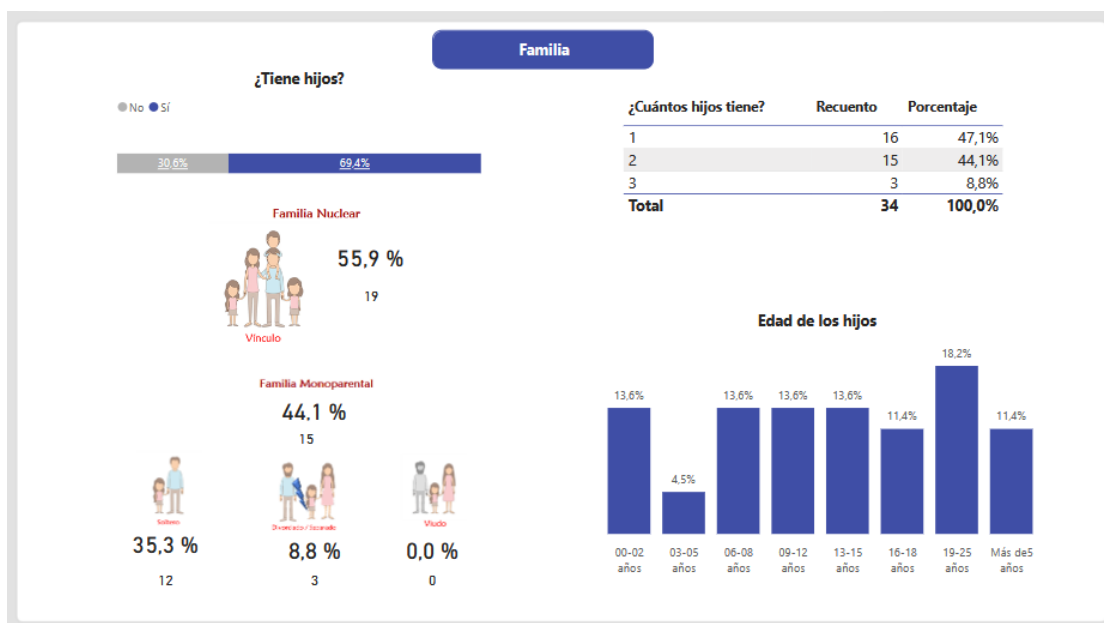 Familia
¿Tiene hijos?
No Sí
30,6% 69,4%
Familia Nuclear
55,9 %
19
Vínculo
Familia Monoparental
44,1 %
15
Soltero
Divorciado / Separado
Viudo
35,3 %
8,8 %
0,0 %
12
3
0
¿Cuántos hijos tiene? Recuento Porcentaje
1 16 47,1%
2 15 44,1%
3 3 8,8%
Total 34 100,0%
Edad de los hijos
13,6%
4,5%
13,6%
13,6%
13,6%
11,4%
18,2%
11,4%
00-02
años
03-05
años
06-08
años
09-12
años
13-15
años
16-18
años
19-25
años
Más de5
años